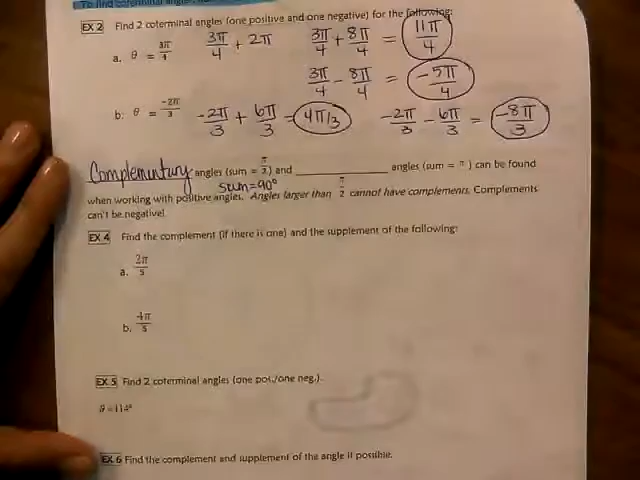 To find coterminal angles
EX 2 Find 2 coterminal angles (one positive and one negative) for the following:
a. θ = 3π/4 3π/4 + 2π 3π/4 + 8π/4 = 11π/4
3π/4 - 8π/4 = -5π/4
b. θ = -2π/3 -2π/3 + 6π/3 = 4π/3 -2π/3 - 6π/3 = -8π/3
Complementary angles (sum = π/2) and ________ angles (sum = π) can be found
sum=90°
when working with positive angles. Angles larger than π/2 cannot have complements. Complements
can't be negative!
EX 4 Find the complement (if there is one) and the supplement of the following:
a. 2π/5
b. 4π/5
EX 5 Find 2 coterminal angles (one pos./one neg.).
θ = 114°
EX 6 Find the complement and supplement of the angle if possible.